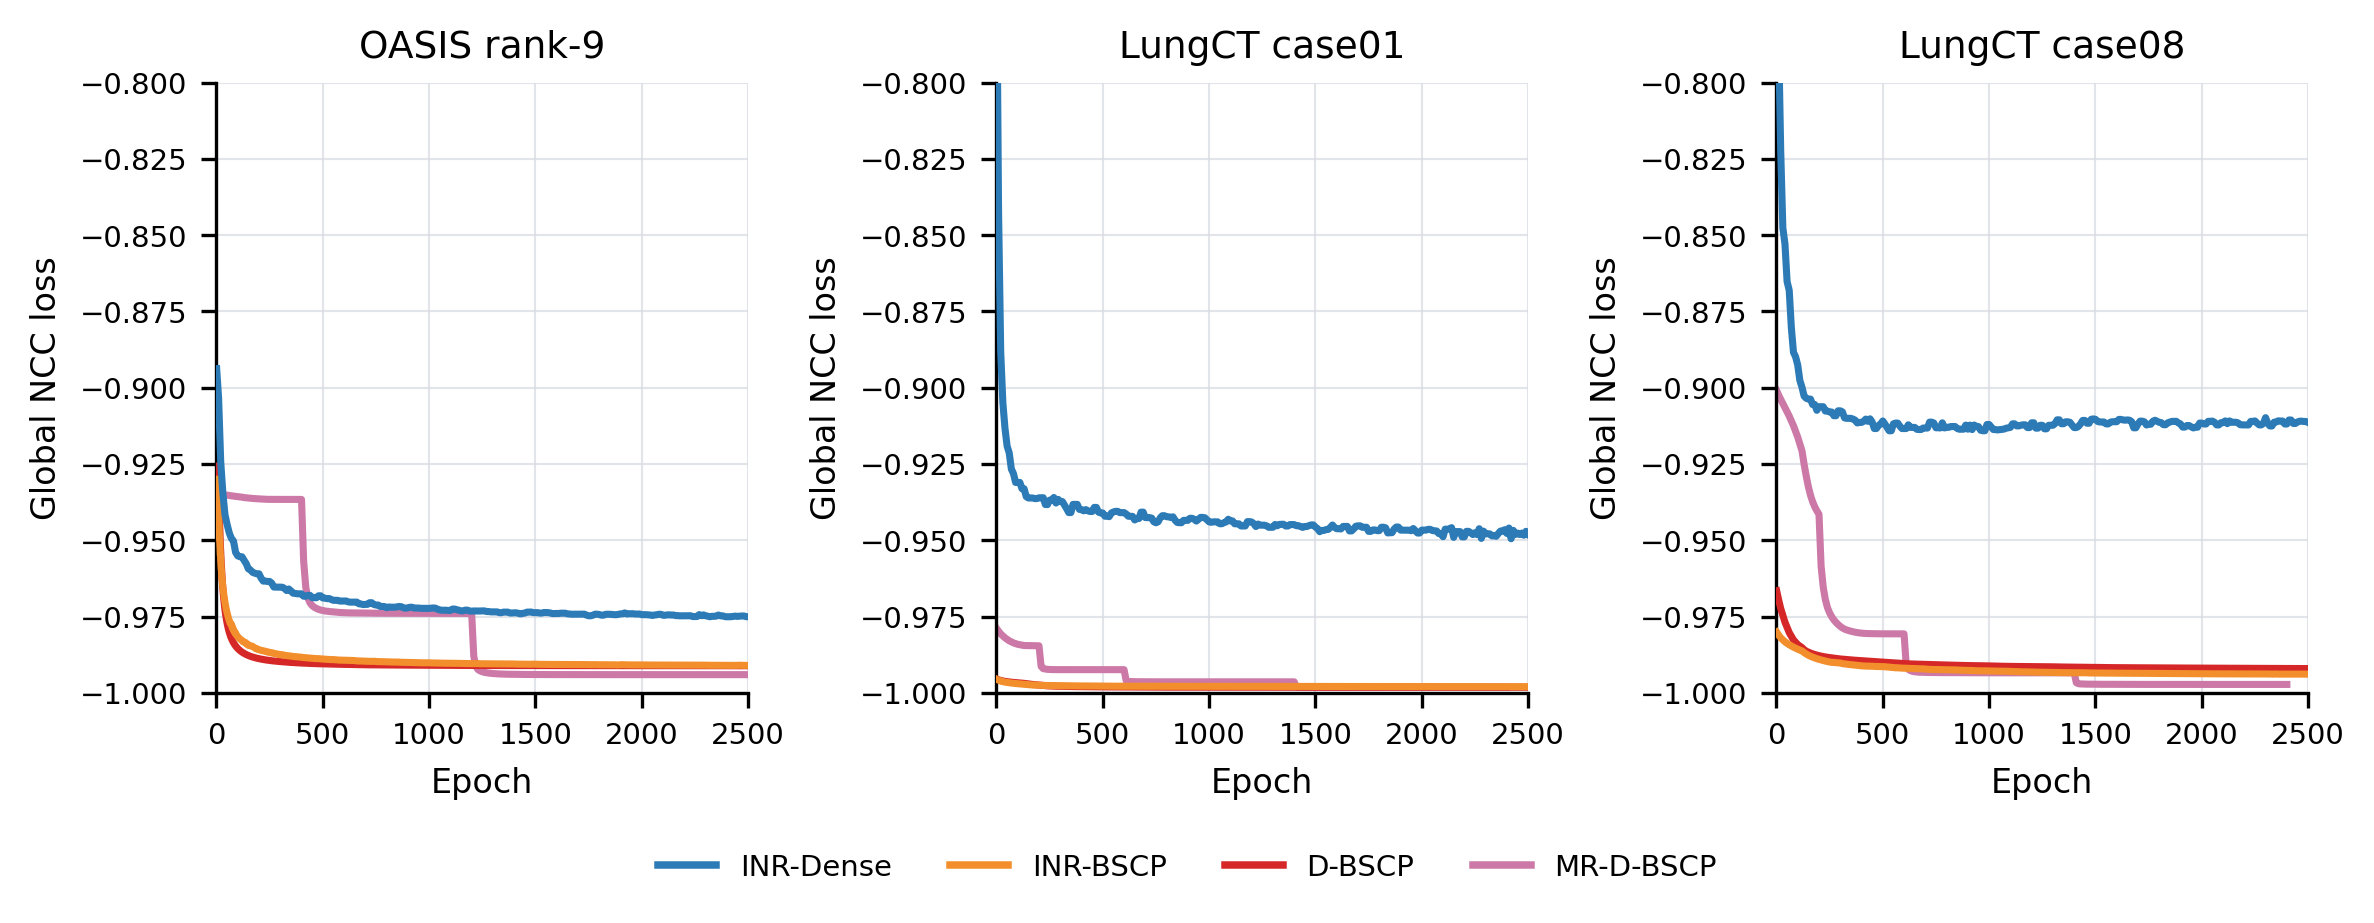 OASIS rank-9
−0.800
−0.825
−0.850
−0.875
−0.900
−0.925
−0.950
−0.975
−1.000
Global NCC loss
0 500 1000 1500 2000 2500
Epoch
LungCT case01
−0.800
−0.825
−0.850
−0.875
−0.900
−0.925
−0.950
−0.975
−1.000
Global NCC loss
0 500 1000 1500 2000 2500
Epoch
LungCT case08
−0.800
−0.825
−0.850
−0.875
−0.900
−0.925
−0.950
−0.975
−1.000
Global NCC loss
0 500 1000 1500 2000 2500
Epoch
INR-Dense INR-BSCP D-BSCP MR-D-BSCP